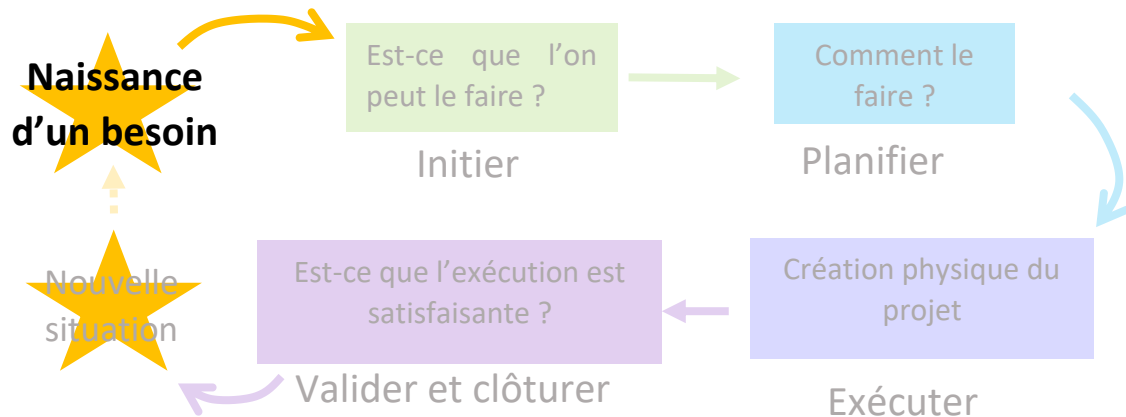 Naissance
d’un besoin
Est-ce que l’on
peut le faire ?
Initier
Comment le
faire ?
Planifier
Création physique du
projet
Exécuter
Est-ce que l’exécution est
satisfaisante ?
Valider et clôturer
Nouvelle
situation